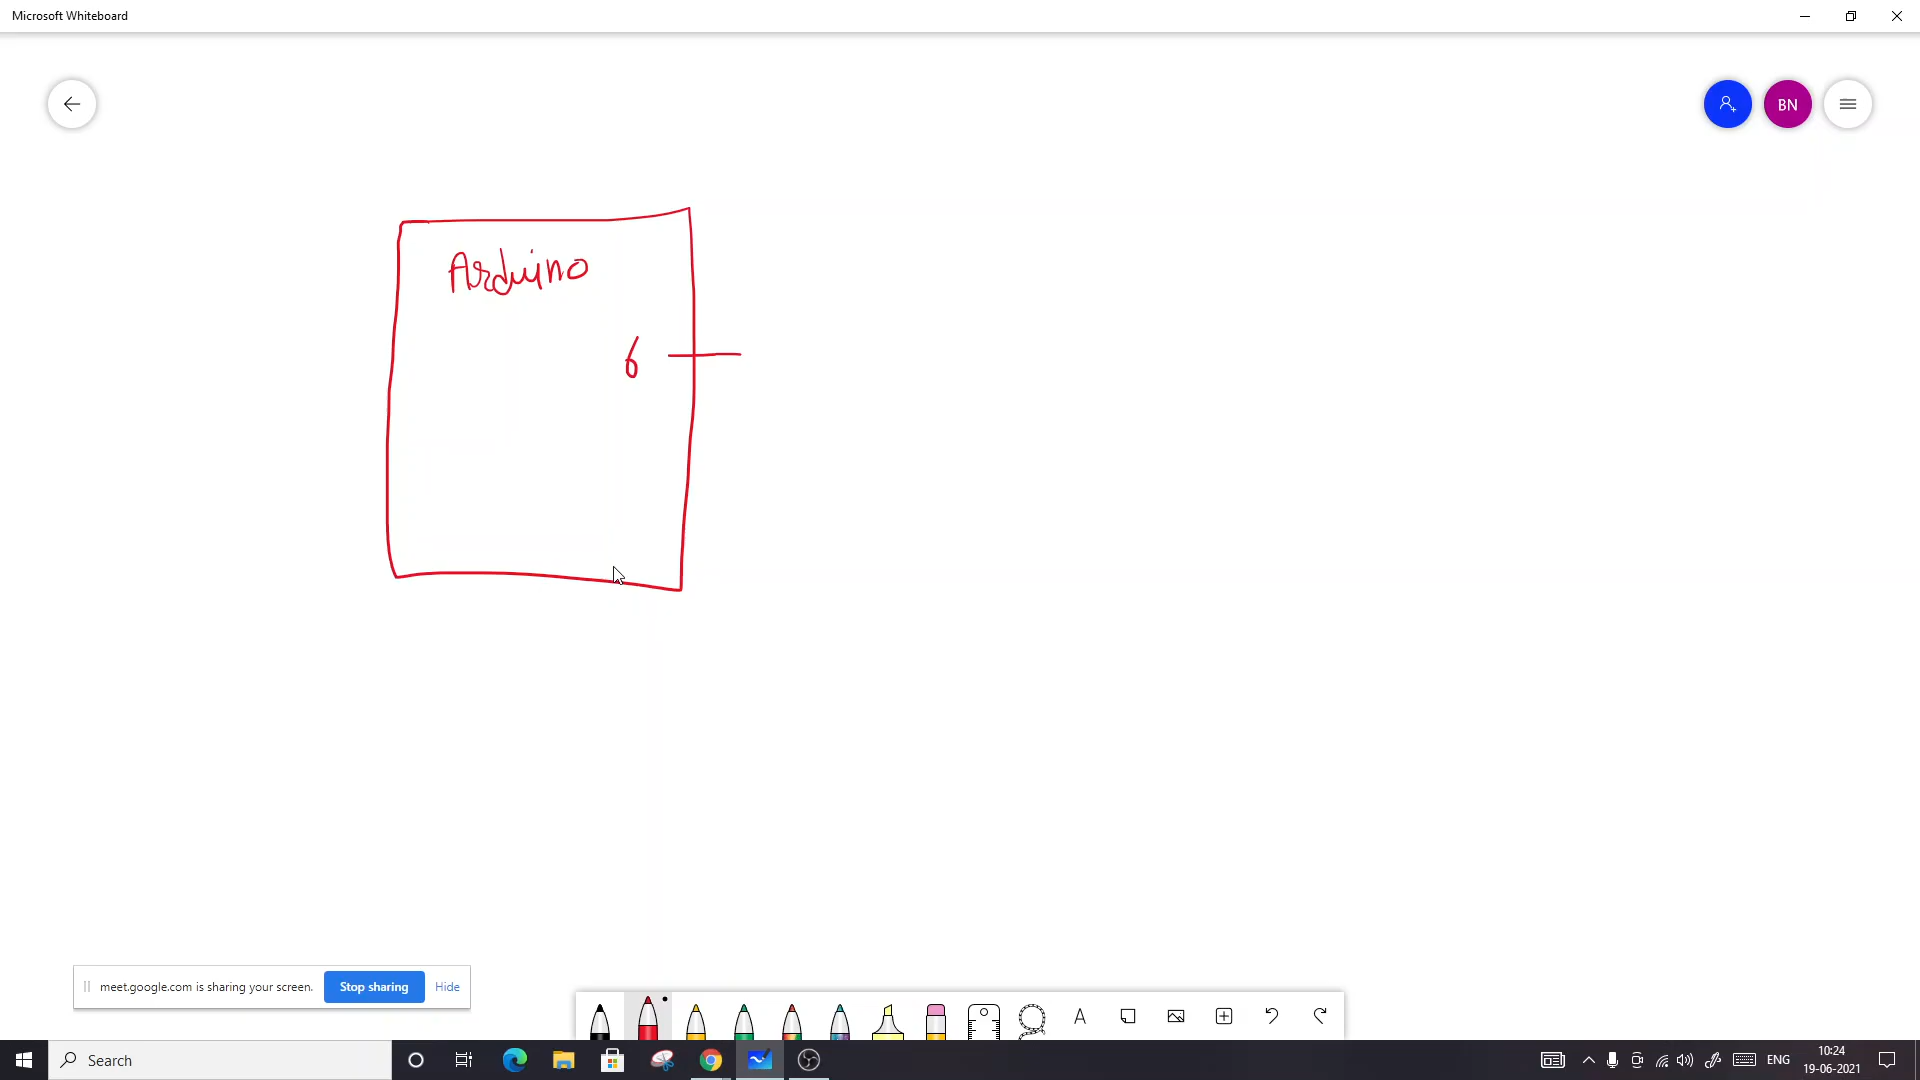 Microsoft Whiteboard
BN
Arduino
6
meet.google.com is sharing your screen.
Stop sharing
Hide
A
Search
ENG
10:24
19-06-2021